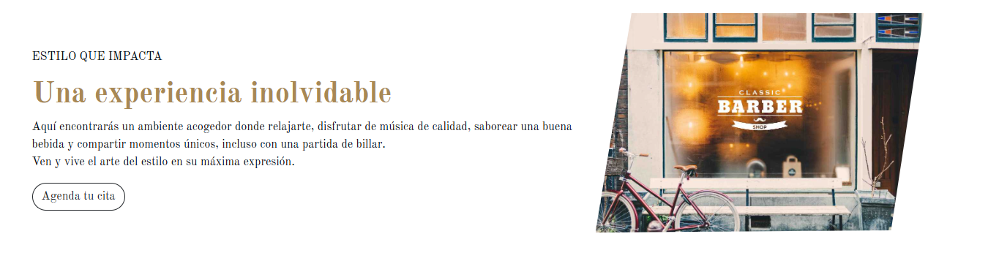 ESTILO QUE IMPACTA
Una experiencia inolvidable
Aquí encontrarás un ambiente acogedor donde relajarte, disfrutar de música de calidad, saborear una buena
bebida y compartir momentos únicos, incluso con una partida de billar.
Ven y vive el arte del estilo en su máxima expresión.
Agenda tu cita
CLASSIC
BARBER
SHOP